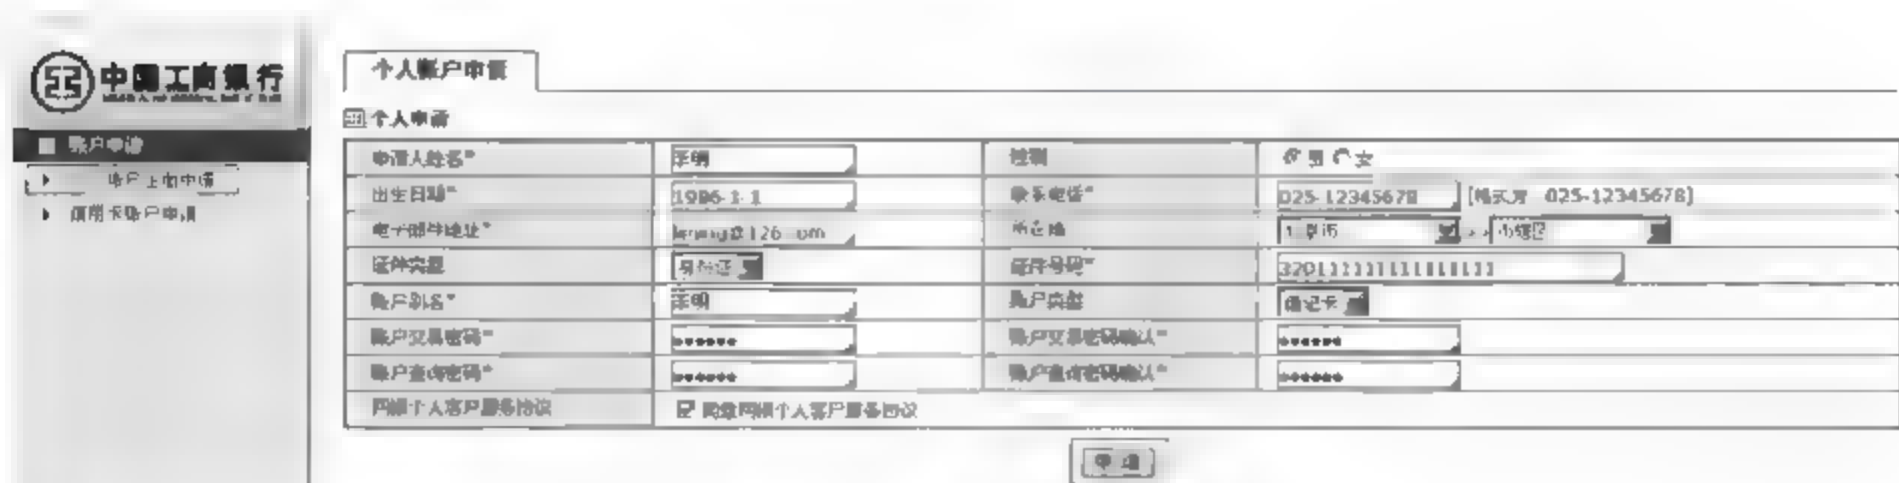 中国工商银行
个人账户申请
个人申请
账户申请
账户上面申请
信用卡账户申请
申请人姓名* 性别 男 女
出生日期* 1986-1-1 联系电话* 025-12345678 [格式为 025-12345678]
电子邮件地址* 所在地 市辖区
证件类型 身份证 证件号码*
账户别名* 账户类型 借记卡
账户交易密码* ●●●●●● 账户交易密码确认* ●●●●●●
账户查询密码* ●●●●●● 账户查询密码确认* ●●●●●●
网银个人客户服务协议 同意网银个人客户服务协议
申 请